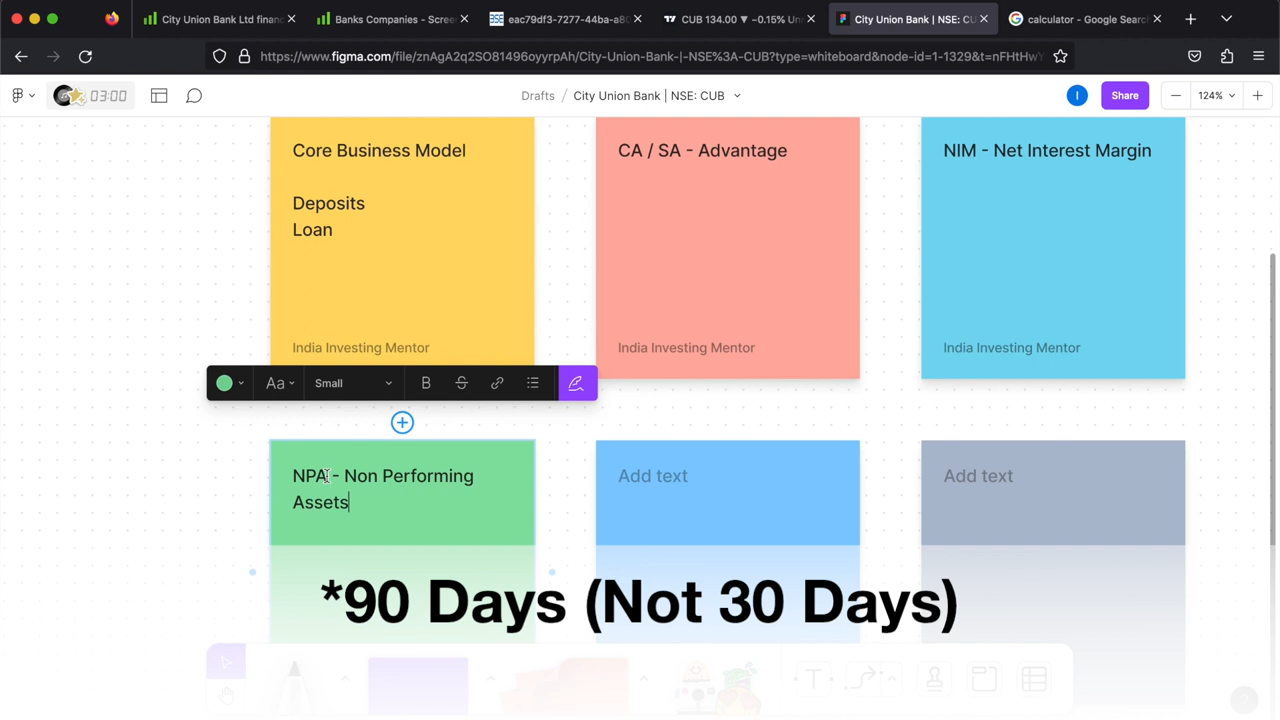 City Union Bank Ltd financ
Banks Companies - Scree
eac79df3-7277-44ba-a8
CUB 134.00 ▼ −0.15% Un
City Union Bank | NSE: CU
calculator - Google Searc
https://www.figma.com/file/znAgA2q2SO81496oyyrpAh/City-Union-Bank-|-NSE%3A-CUB?type=whiteboard&node-id=1-1329&t=nFHtHwY
03:00
Drafts / City Union Bank | NSE: CUB
I
Share
124%
Core Business Model
Deposits
Loan
India Investing Mentor
CA / SA - Advantage
India Investing Mentor
NIM - Net Interest Margin
India Investing Mentor
Aa
Small
B
S
NPA - Non Performing
Assets
Add text
Add text
*90 Days (Not 30 Days)
T
?